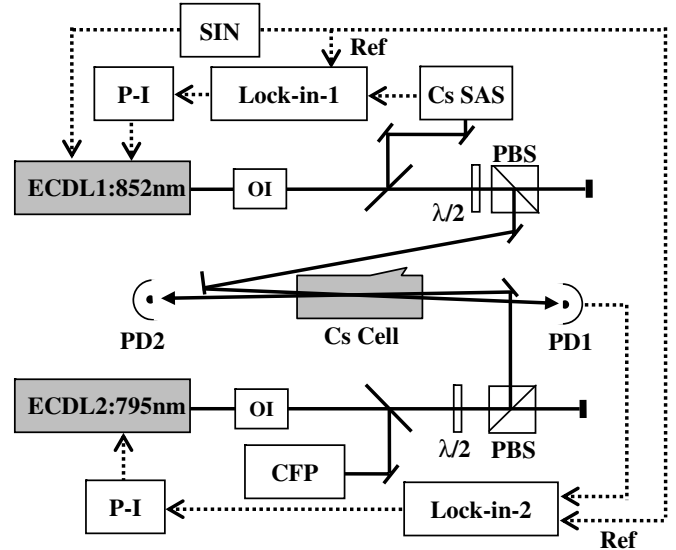 SIN
Ref
P-I
Lock-in-1
Cs SAS
PBS
ECDL1:852nm
OI
λ/2
PD2
Cs Cell
PD1
ECDL2:795nm
OI
λ/2
PBS
CFP
P-I
Lock-in-2
Ref